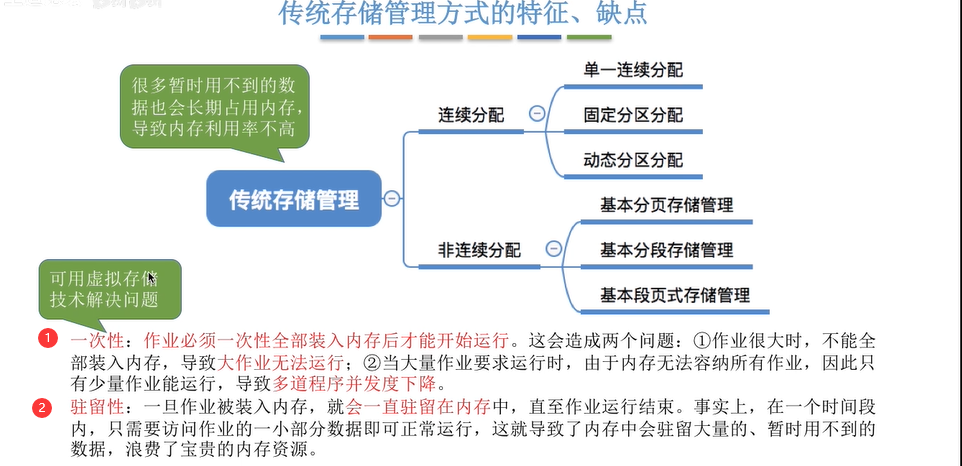 传统存储管理方式的特征、缺点
很多暂时用不到的数
据也会长期占用内存，
导致内存利用率不高
传统存储管理
连续分配
单一连续分配
固定分区分配
动态分区分配
非连续分配
基本分页存储管理
基本分段存储管理
基本段页式存储管理
可用虚拟存储
技术解决问题
1 一次性：作业必须一次性全部装入内存后才能开始运行。这会造成两个问题：①作业很大时，不能全
部装入内存，导致大作业无法运行；②当大量作业要求运行时，由于内存无法容纳所有作业，因此只
有少量作业能运行，导致多道程序并发度下降。
2 驻留性：一旦作业被装入内存，就会一直驻留在内存中，直至作业运行结束。事实上，在一个时间段
内，只需要访问作业的一小部分数据即可正常运行，这就导致了内存中会驻留大量的、暂时用不到的
数据，浪费了宝贵的内存资源。